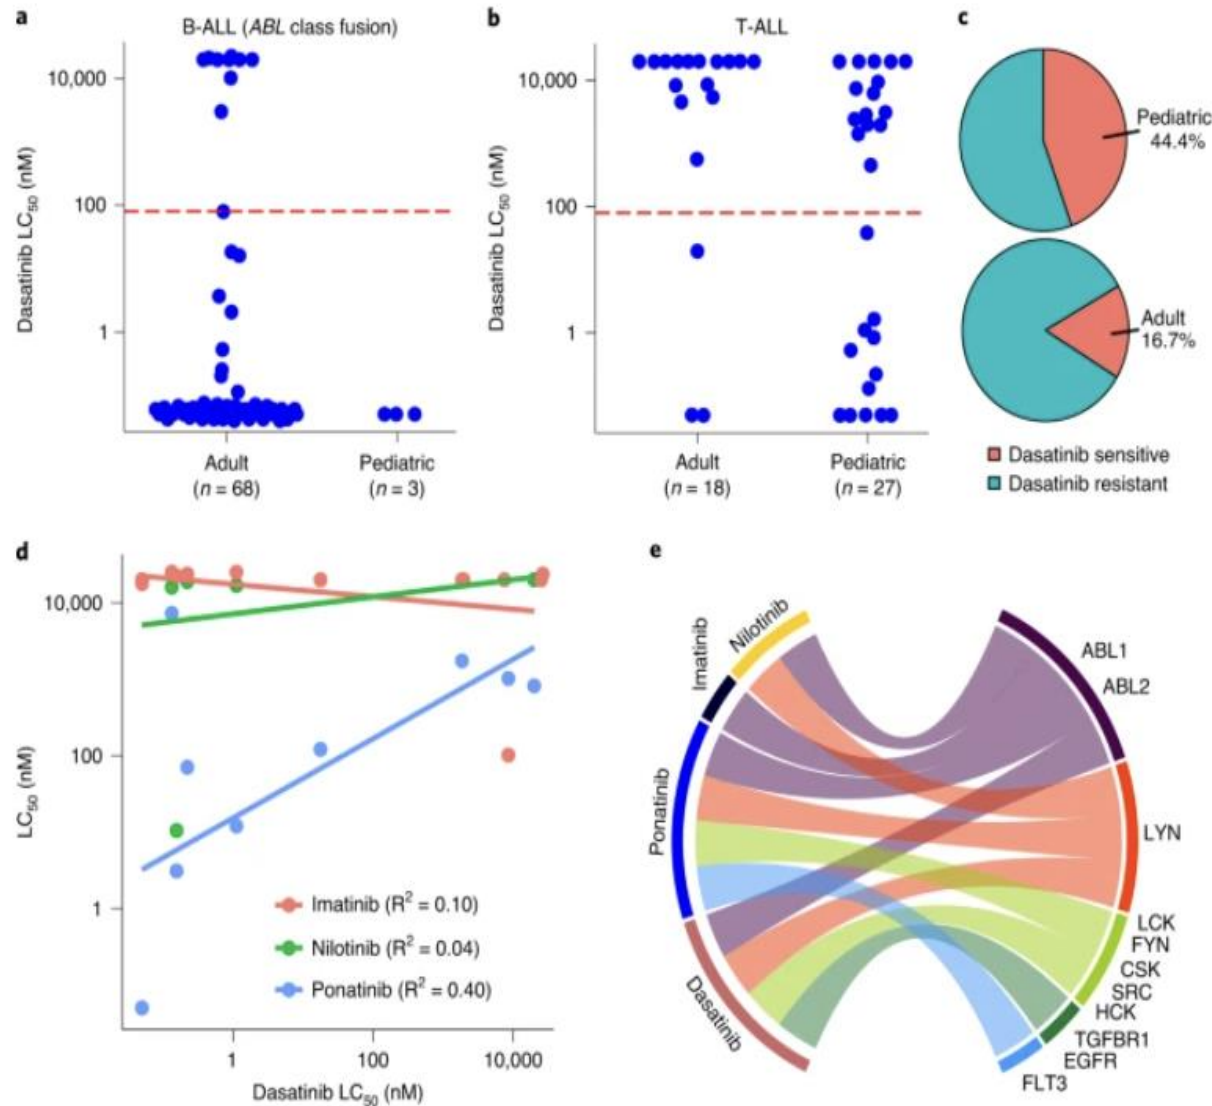 a
B-ALL (ABL class fusion)
Dasatinib LC50 (nM)
10,000
100
1
Adult
(n = 68)
Pediatric
(n = 3)
b
T-ALL
Dasatinib LC50 (nM)
10,000
100
1
Adult
(n = 18)
Pediatric
(n = 27)
c
Pediatric
44.4%
Adult
16.7%
Dasatinib sensitive
Dasatinib resistant
d
LC50 (nM)
10,000
100
1
Imatinib (R² = 0.10)
Nilotinib (R² = 0.04)
Ponatinib (R² = 0.40)
1
100
10,000
Dasatinib LC50 (nM)
e
Nilotinib
Imatinib
Ponatinib
Dasatinib
ABL1
ABL2
LYN
LCK
FYN
CSK
SRC
HCK
TGFBR1
EGFR
FLT3